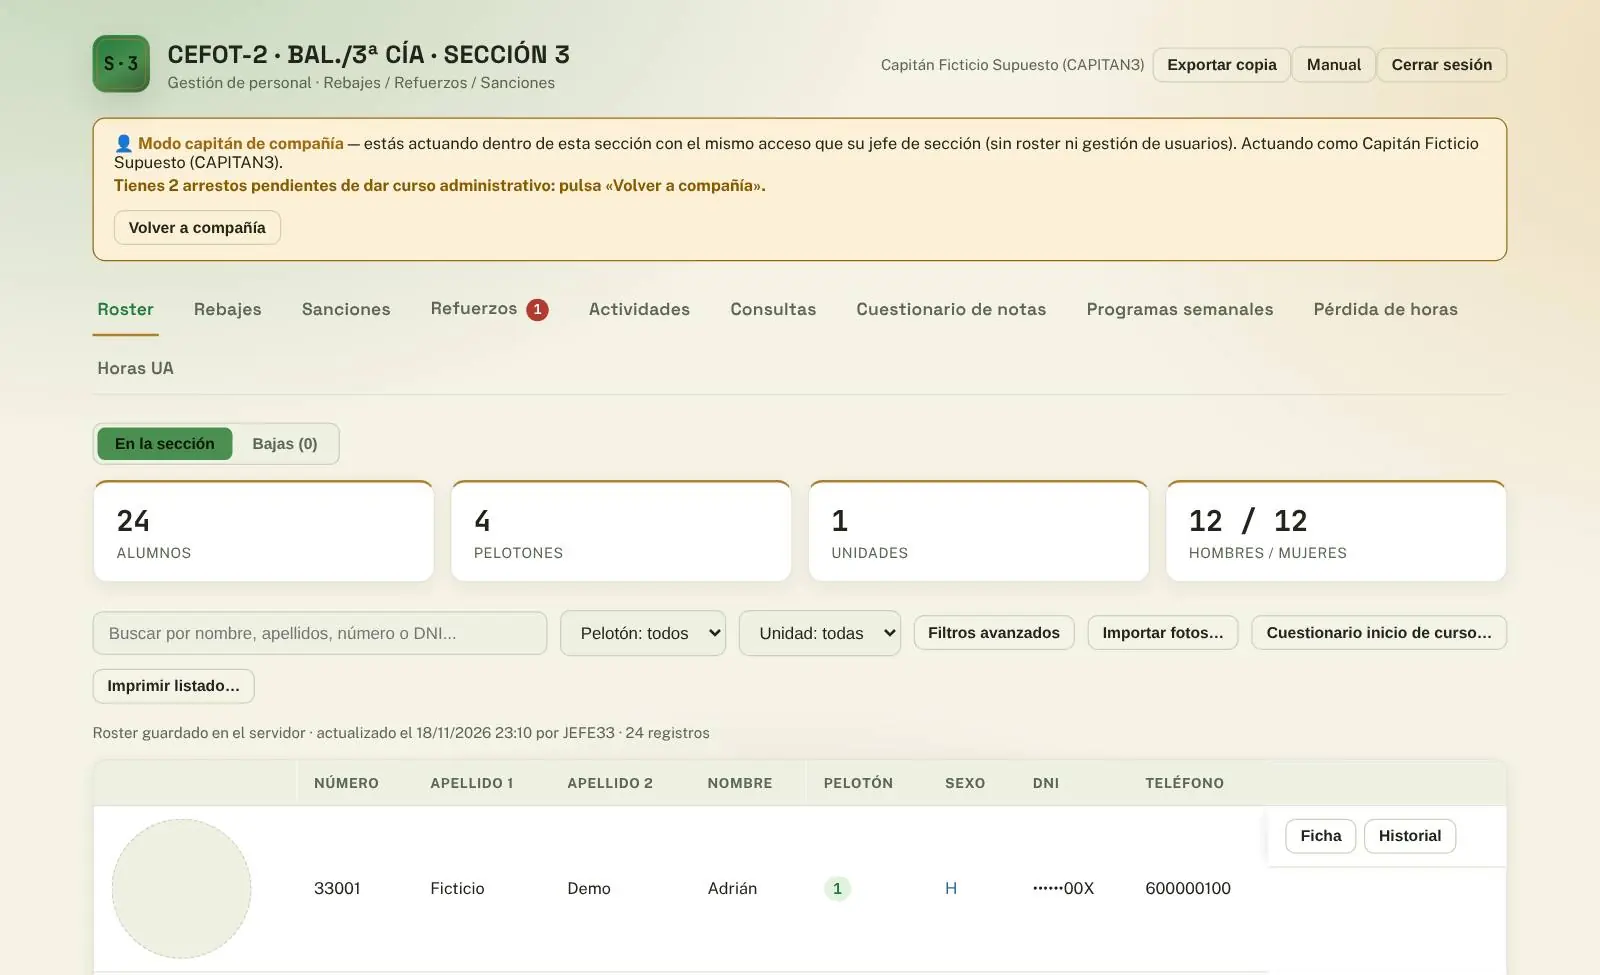 S·3
CEFOT-2 · BAL./3ª CÍA · SECCIÓN 3
Gestión de personal · Rebajes / Refuerzos / Sanciones
Capitán Ficticio Supuesto (CAPITAN3)
Exportar copia
Manual
Cerrar sesión
👤 Modo capitán de compañía — estás actuando dentro de esta sección con el mismo acceso que su jefe de sección (sin roster ni gestión de usuarios). Actuando como Capitán Ficticio
Supuesto (CAPITAN3).
Tienes 2 arrestos pendientes de dar curso administrativo: pulsa «Volver a compañía».
Volver a compañía
Roster
Rebajes
Sanciones
Refuerzos 1
Actividades
Consultas
Cuestionario de notas
Programas semanales
Pérdida de horas
Horas UA
En la sección
Bajas (0)
24
ALUMNOS
4
PELOTONES
1
UNIDADES
12 / 12
HOMBRES / MUJERES
Buscar por nombre, apellidos, número o DNI...
Pelotón: todos
Unidad: todas
Filtros avanzados
Importar fotos...
Cuestionario inicio de curso...
Imprimir listado...
Roster guardado en el servidor · actualizado el 18/11/2026 23:10 por JEFE33 · 24 registros
NÚMERO APELLIDO 1 APELLIDO 2 NOMBRE PELOTÓN SEXO DNI TELÉFONO
33001 Ficticio Demo Adrián 1 H ••••••00X 600000100
Ficha
Historial